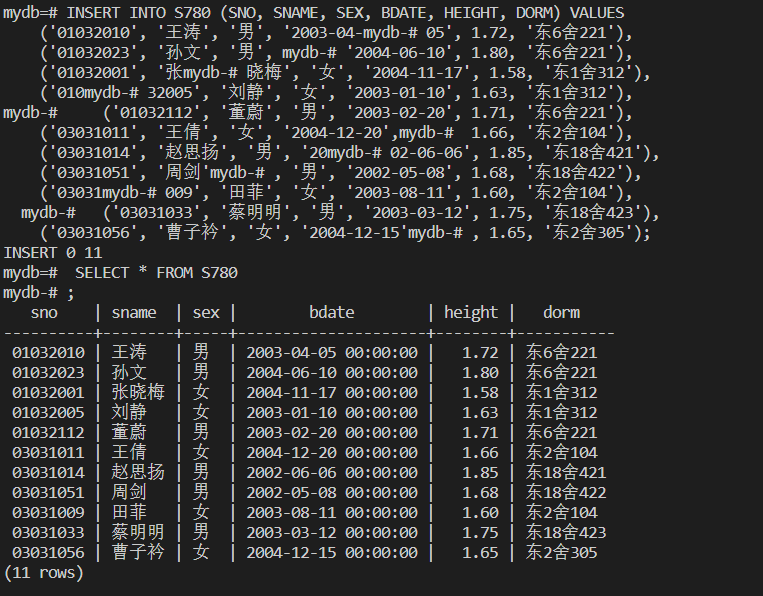 mydb=# INSERT INTO S780 (SNO, SNAME, SEX, BDATE, HEIGHT, DORM) VALUES
('01032010', '王涛', '男', '2003-04-mydb-# 05', 1.72, '东6舍221'),
('01032023', '孙文', '男', mydb-# '2004-06-10', 1.80, '东6舍221'),
('01032001', '张mydb-# 晓梅', '女', '2004-11-17', 1.58, '东1舍312'),
('010mydb-# 32005', '刘静', '女', '2003-01-10', 1.63, '东1舍312'),
mydb-#     ('01032112', '董蔚', '男', '2003-02-20', 1.71, '东6舍221'),
('03031011', '王倩', '女', '2004-12-20',mydb-#  1.66, '东2舍104'),
('03031014', '赵思扬', '男', '20mydb-# 02-06-06', 1.85, '东18舍421'),
('03031051', '周剑'mydb-# , '男', '2002-05-08', 1.68, '东18舍422'),
('03031mydb-# 009', '田菲', '女', '2003-08-11', 1.60, '东2舍104'),
mydb-#   ('03031033', '蔡明明', '男', '2003-03-12', 1.75, '东18舍423'),
('03031056', '曹子衿', '女', '2004-12-15'mydb-# , 1.65, '东2舍305');
INSERT 0 11
mydb=#  SELECT * FROM S780
mydb-# ;
sno    | sname  | sex |        bdate        | height |   dorm
----------+--------+-----+---------------------+--------+-----------
01032010 | 王涛   | 男  | 2003-04-05 00:00:00 |   1.72 | 东6舍221
01032023 | 孙文   | 男  | 2004-06-10 00:00:00 |   1.80 | 东6舍221
01032001 | 张晓梅 | 女  | 2004-11-17 00:00:00 |   1.58 | 东1舍312
01032005 | 刘静   | 女  | 2003-01-10 00:00:00 |   1.63 | 东1舍312
01032112 | 董蔚   | 男  | 2003-02-20 00:00:00 |   1.71 | 东6舍221
03031011 | 王倩   | 女  | 2004-12-20 00:00:00 |   1.66 | 东2舍104
03031014 | 赵思扬 | 男  | 2002-06-06 00:00:00 |   1.85 | 东18舍421
03031051 | 周剑   | 男  | 2002-05-08 00:00:00 |   1.68 | 东18舍422
03031009 | 田菲   | 女  | 2003-08-11 00:00:00 |   1.60 | 东2舍104
03031033 | 蔡明明 | 男  | 2003-03-12 00:00:00 |   1.75 | 东18舍423
03031056 | 曹子衿 | 女  | 2004-12-15 00:00:00 |   1.65 | 东2舍305
(11 rows)